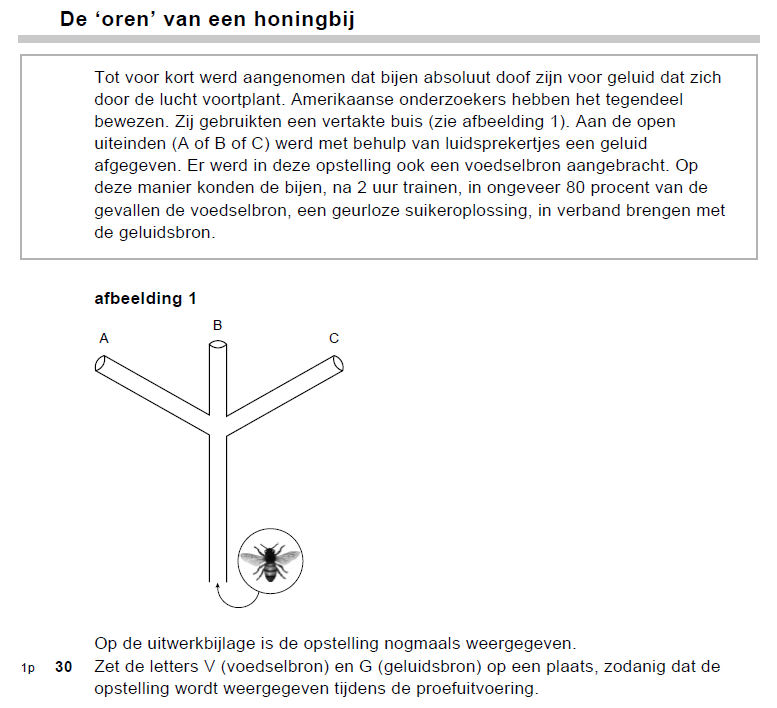 De ‘oren’ van een honingbij
Tot voor kort werd aangenomen dat bijen absoluut doof zijn voor geluid dat zich
door de lucht voortplant. Amerikaanse onderzoekers hebben het tegendeel
bewezen. Zij gebruikten een vertakte buis (zie afbeelding 1). Aan de open
uiteinden (A of B of C) werd met behulp van luidsprekertjes een geluid
afgegeven. Er werd in deze opstelling ook een voedselbron aangebracht. Op
deze manier konden de bijen, na 2 uur trainen, in ongeveer 80 procent van de
gevallen de voedselbron, een geurloze suikeroplossing, in verband brengen met
de geluidsbron.
afbeelding 1
B
A
C
Op de uitwerkbijlage is de opstelling nogmaals weergegeven.
1p 30 Zet de letters V (voedselbron) en G (geluidsbron) op een plaats, zodanig dat de
opstelling wordt weergegeven tijdens de proefuitvoering.